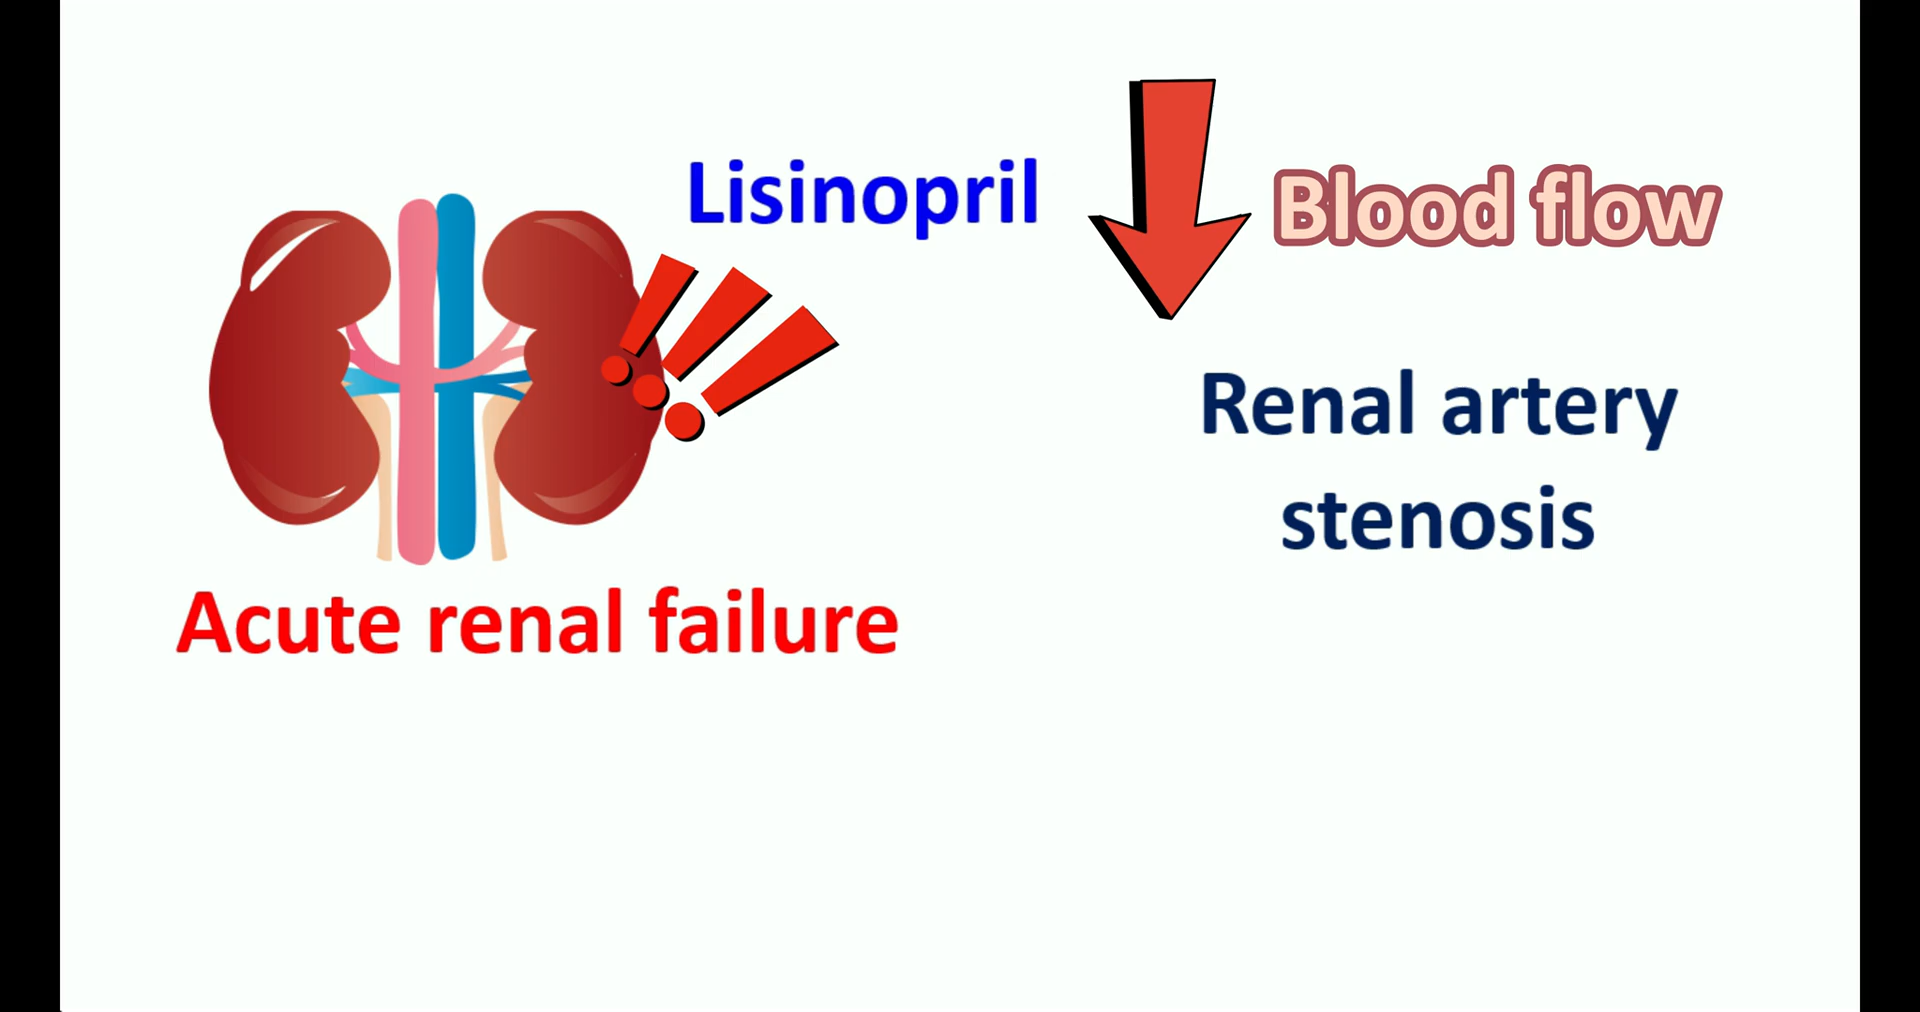 Lisinopril
Blood flow
Renal artery
stenosis
Acute renal failure